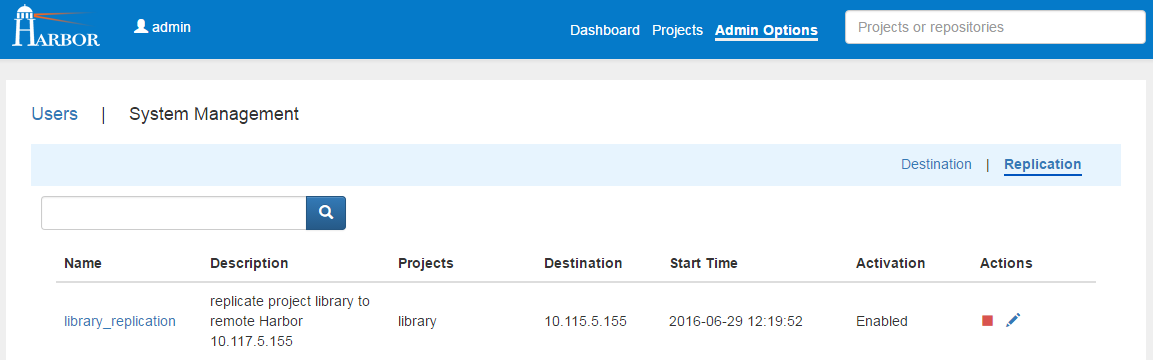 HARBOR admin Dashboard Projects Admin Options Projects or repositories
Users | System Management
Destination | Replication
Name Description Projects Destination Start Time Activation Actions
replicate project library to
library_replication remote Harbor library 10.115.5.155 2016-06-29 12:19:52 Enabled
10.117.5.155